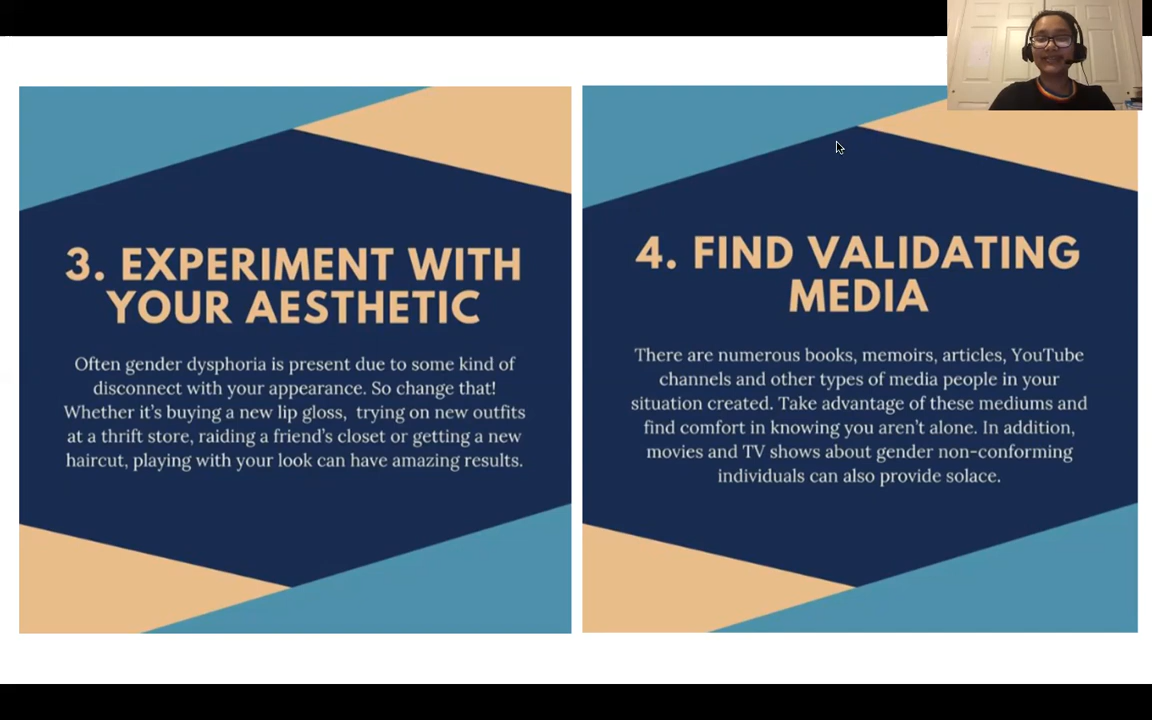 3. EXPERIMENT WITH
YOUR AESTHETIC
Often gender dysphoria is present due to some kind of
disconnect with your appearance. So change that!
Whether it’s buying a new lip gloss, trying on new outfits
at a thrift store, raiding a friend’s closet or getting a new
haircut, playing with your look can have amazing results.
4. FIND VALIDATING
MEDIA
There are numerous books, memoirs, articles, YouTube
channels and other types of media people in your
situation created. Take advantage of these mediums and
find comfort in knowing you aren’t alone. In addition,
movies and TV shows about gender non-conforming
individuals can also provide solace.